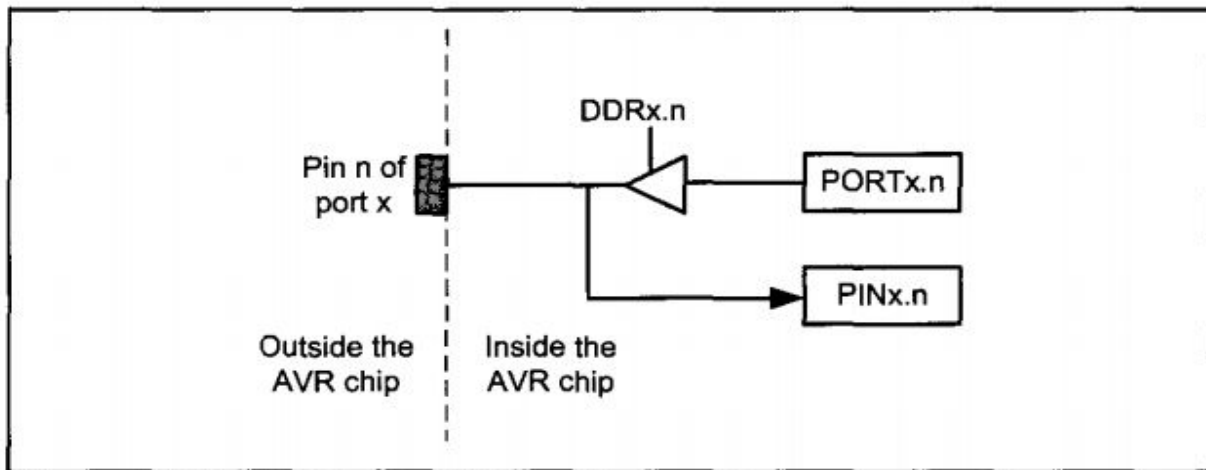 DDRx.n
Pin n of
port x
PORTx.n
PINx.n
Outside the
AVR chip
Inside the
AVR chip